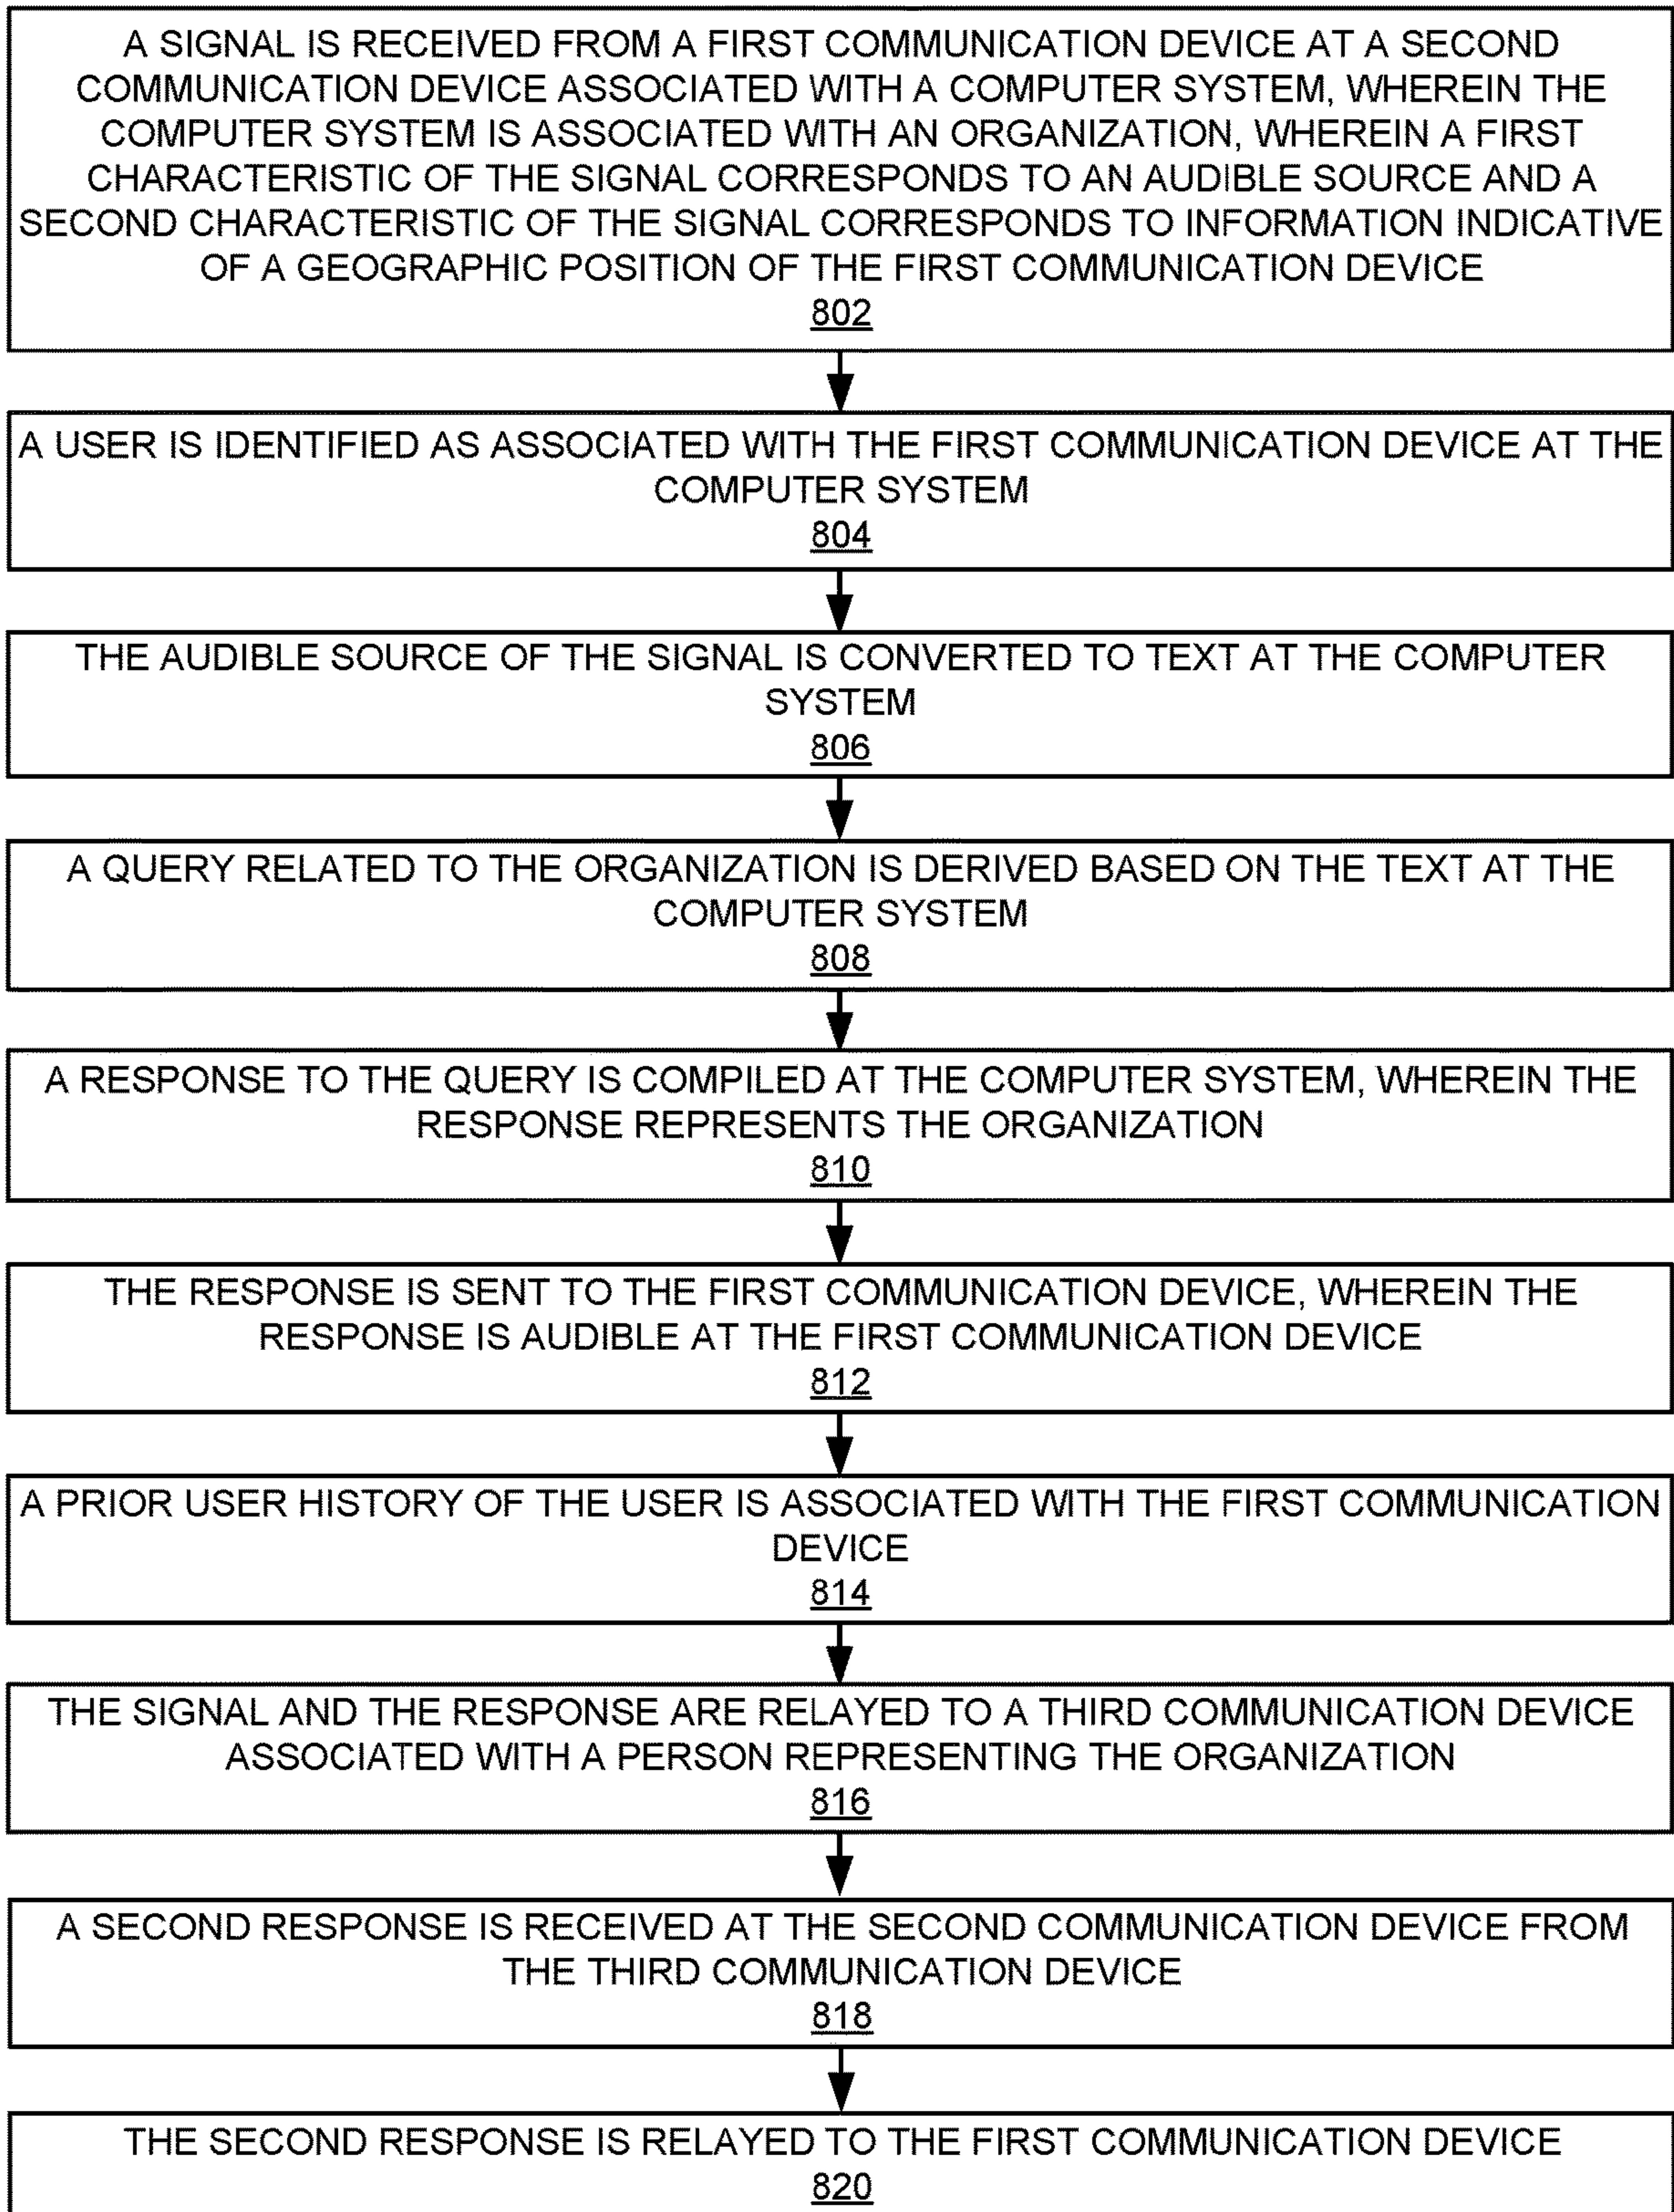 A SIGNAL IS RECEIVED FROM A FIRST COMMUNICATION DEVICE AT A SECOND
COMMUNICATION DEVICE ASSOCIATED WITH A COMPUTER SYSTEM, WHEREIN THE
COMPUTER SYSTEM IS ASSOCIATED WITH AN ORGANIZATION, WHEREIN A FIRST
CHARACTERISTIC OF THE SIGNAL CORRESPONDS TO AN AUDIBLE SOURCE AND A
SECOND CHARACTERISTIC OF THE SIGNAL CORRESPONDS TO INFORMATION INDICATIVE
OF A GEOGRAPHIC POSITION OF THE FIRST COMMUNICATION DEVICE
802
A USER IS IDENTIFIED AS ASSOCIATED WITH THE FIRST COMMUNICATION DEVICE AT THE
COMPUTER SYSTEM
804
THE AUDIBLE SOURCE OF THE SIGNAL IS CONVERTED TO TEXT AT THE COMPUTER
SYSTEM
806
A QUERY RELATED TO THE ORGANIZATION IS DERIVED BASED ON THE TEXT AT THE
COMPUTER SYSTEM
808
A RESPONSE TO THE QUERY IS COMPILED AT THE COMPUTER SYSTEM, WHEREIN THE
RESPONSE REPRESENTS THE ORGANIZATION
810
THE RESPONSE IS SENT TO THE FIRST COMMUNICATION DEVICE, WHEREIN THE
RESPONSE IS AUDIBLE AT THE FIRST COMMUNICATION DEVICE
812
A PRIOR USER HISTORY OF THE USER IS ASSOCIATED WITH THE FIRST COMMUNICATION
DEVICE
814
THE SIGNAL AND THE RESPONSE ARE RELAYED TO A THIRD COMMUNICATION DEVICE
ASSOCIATED WITH A PERSON REPRESENTING THE ORGANIZATION
816
A SECOND RESPONSE IS RECEIVED AT THE SECOND COMMUNICATION DEVICE FROM
THE THIRD COMMUNICATION DEVICE
818
THE SECOND RESPONSE IS RELAYED TO THE FIRST COMMUNICATION DEVICE
820